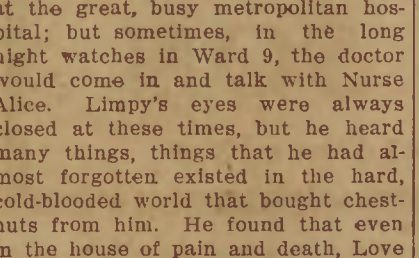 at the great, busy metropolitan hos-
pital; but sometimes, in the long
night watches in Ward 9, the doctor
would come in and talk with Nurse
Alice. Limpy's eyes were always
closed at these times, but he heard
many things, things that he had al-
most forgotten existed in the hard,
cold-blooded world that bought chest-
nuts from him. He found that even
in the house of pain and death, Love